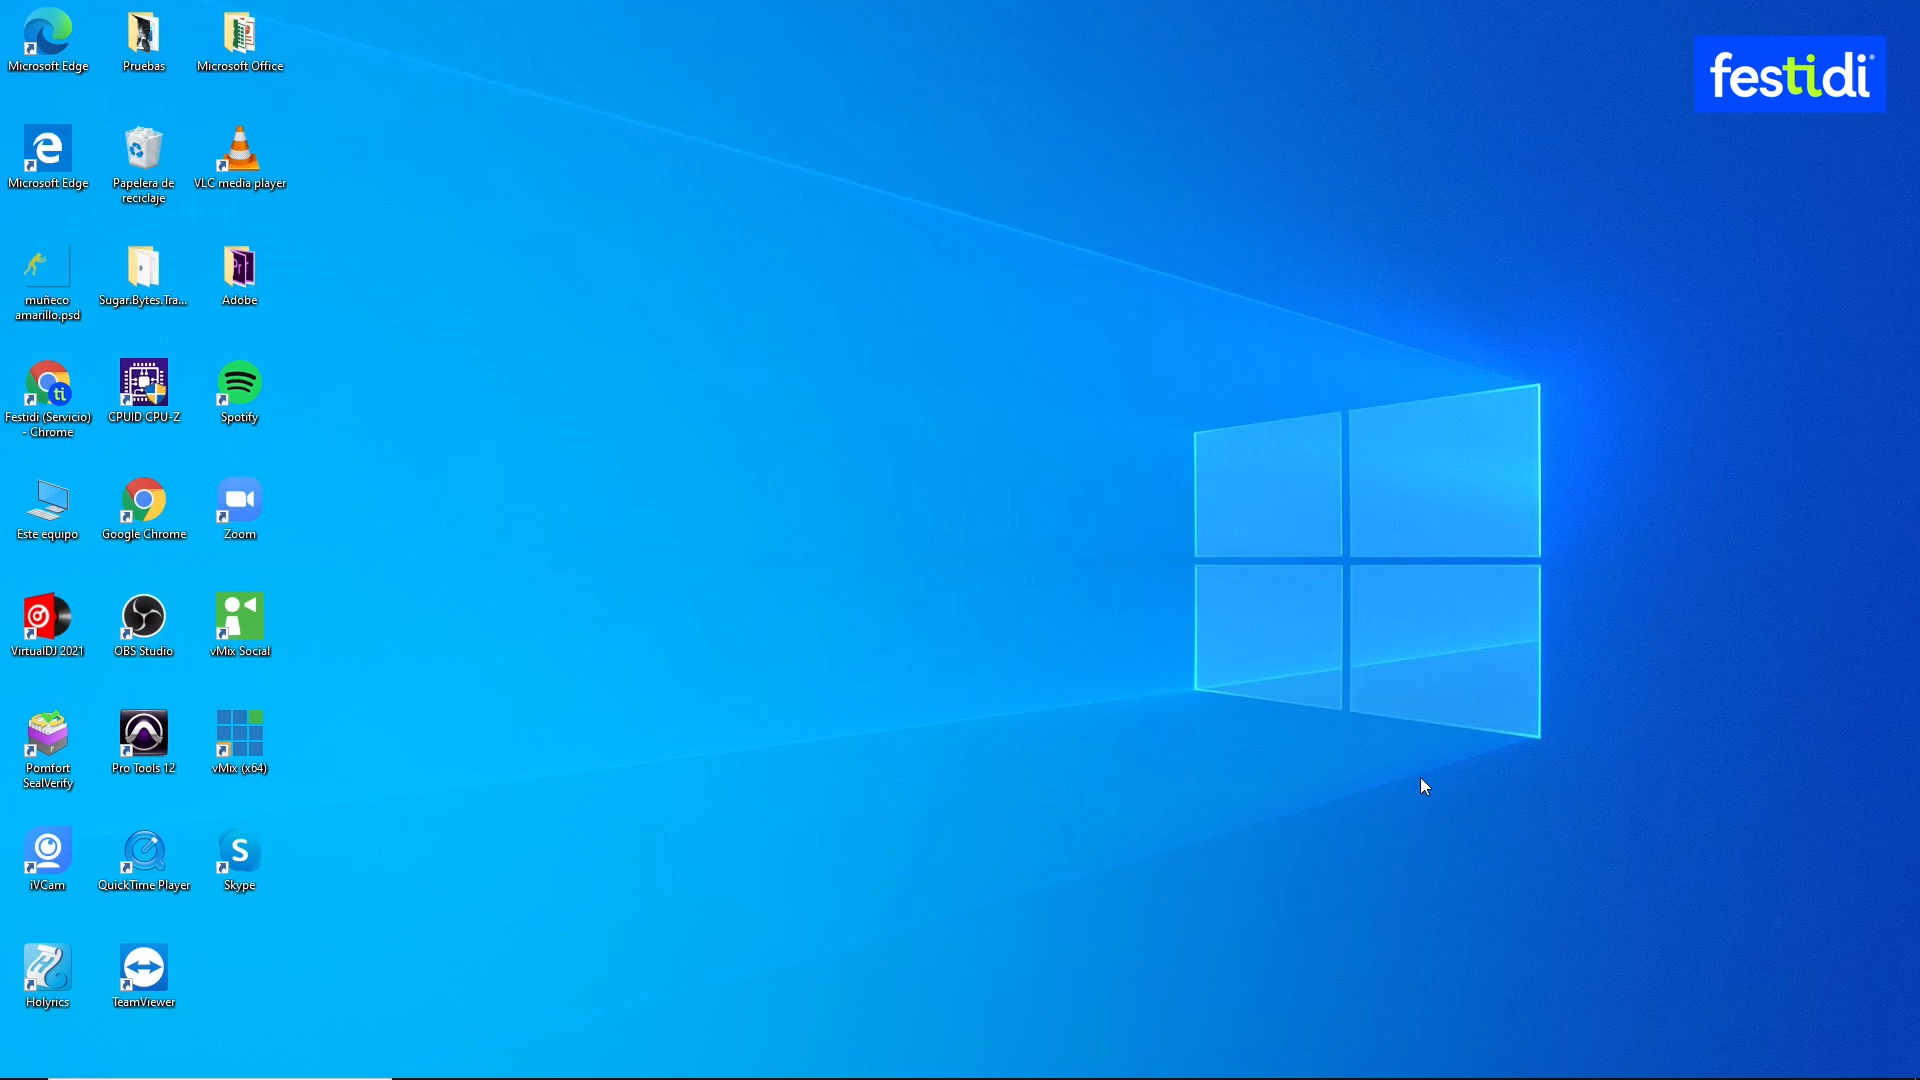 Microsoft Edge
Pruebas
Microsoft Office
festidi
Microsoft Edge
Papelera de
reciclaje
VLC media player
muñeco
amarillo.psd
Sugar.Bytes.Tra...
Adobe
Festidi (Servicio)
- Chrome
CPUID CPU-Z
Spotify
Este equipo
Google Chrome
Zoom
VirtualDJ 2021
OBS Studio
vMix Social
Pomfort
SealVerify
Pro Tools 12
vMix (x64)
iVCam
QuickTime Player
Skype
Holyrics
TeamViewer